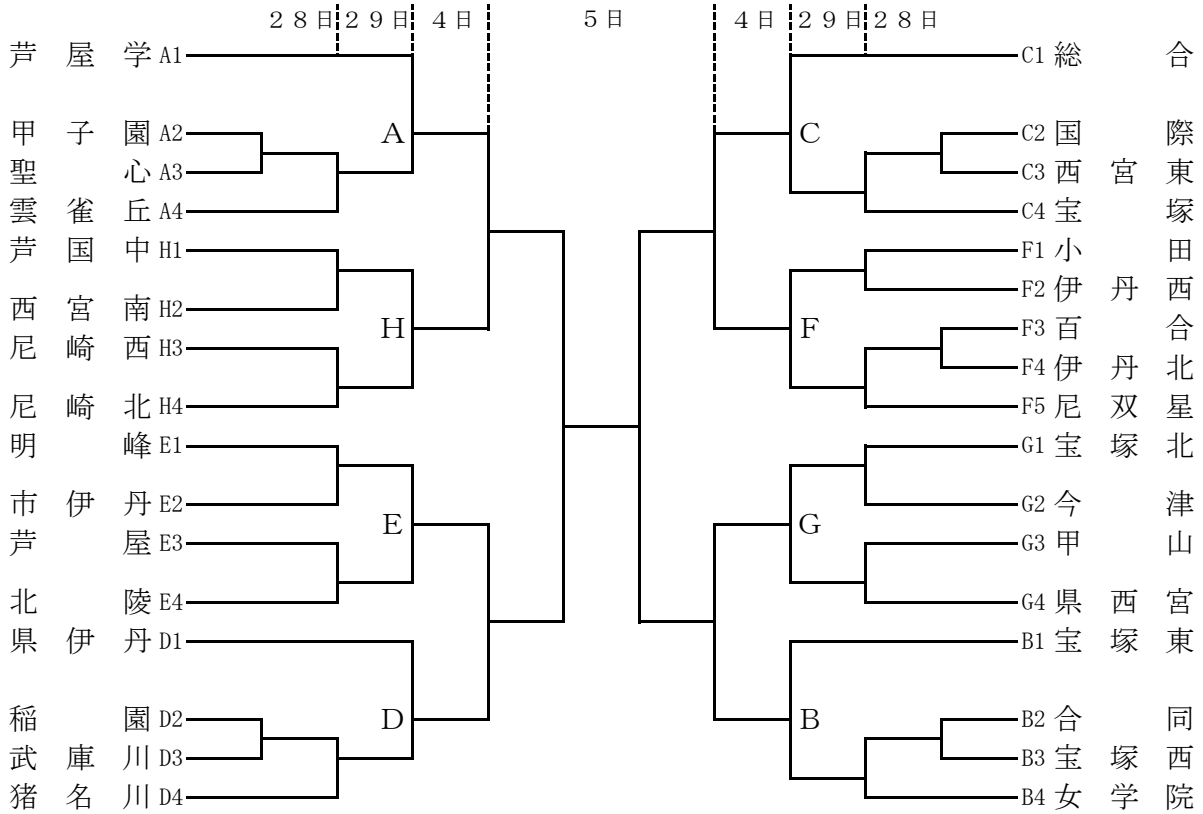 ２８日 ２９日 ４日 ５日 ４日 ２９日 ２８日
芦屋学 A1 C1 総合
甲子園 A2 A C C2 国際
聖心 A3 C3 西宮東
雲雀丘 A4 C4 宝塚
芦国中 H1 F1 小田
西宮南 H2 F2 伊丹西
H F F3 百合
尼崎西 H3 F4 伊丹北
尼崎北 H4 F5 尼双星
明峰 E1 G1 宝塚北
市伊丹 E2 G2 今津
E G
芦屋 E3 G3 甲山
北陵 E4 G4 県西宮
県伊丹 D1 B1 宝塚東
稲園 D2 D B B2 合同
武庫川 D3 B3 宝塚西
猪名川 D4 B4 女学院